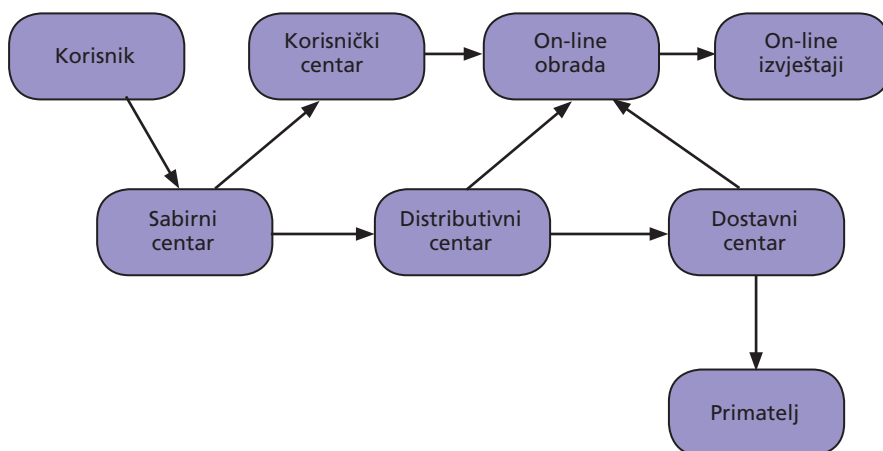 Korisnik
Korisnički
centar
On-line
obrada
On-line
izvještaji
Sabirni
centar
Distributivni
centar
Dostavni
centar
Primatelj